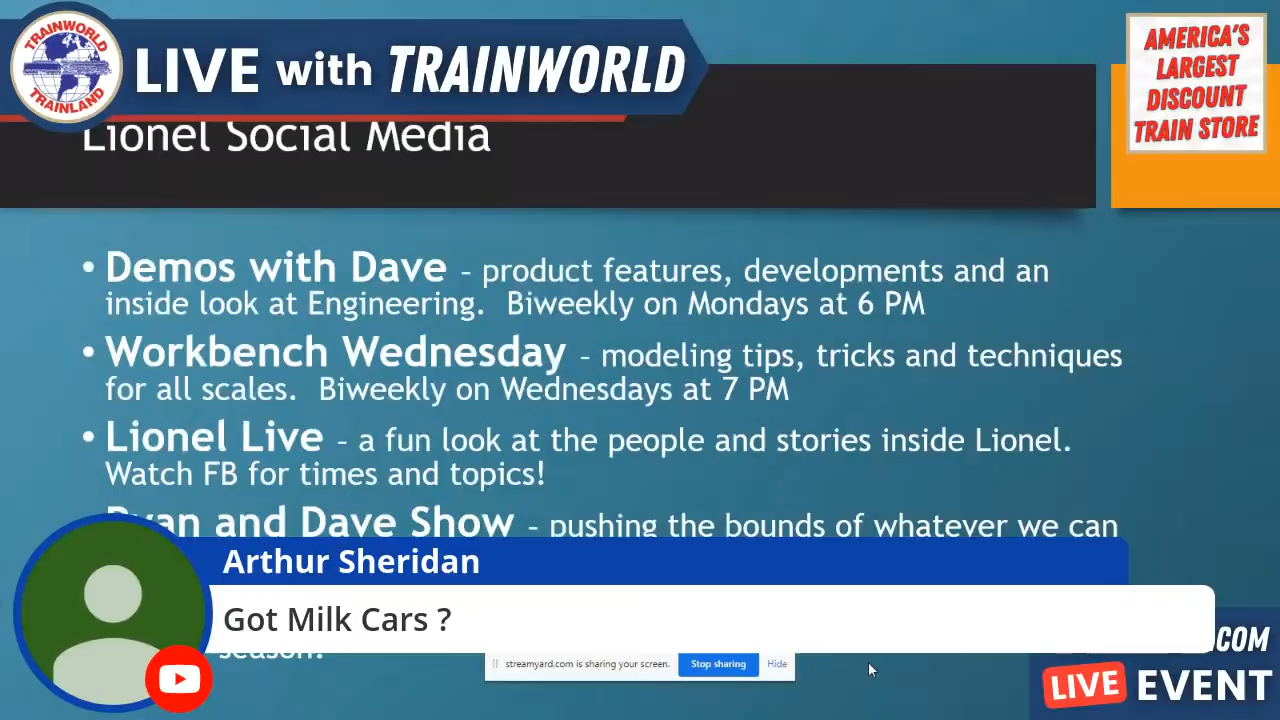 TRAINWORLD
TRAINLAND
LIVE with TRAINWORLD
AMERICA'S
LARGEST
DISCOUNT
TRAIN STORE
Lionel Social Media
• Demos with Dave – product features, developments and an
inside look at Engineering. Biweekly on Mondays at 6 PM
• Workbench Wednesday – modeling tips, tricks and techniques
for all scales. Biweekly on Wednesdays at 7 PM
• Lionel Live – a fun look at the people and stories inside Lionel.
Watch FB for times and topics!
Ryan and Dave Show – pushing the bounds of whatever we can
Arthur Sheridan
Got Milk Cars ?
season.
streamyard.com is sharing your screen.
Stop sharing
Hide
.COM
LIVE EVENT